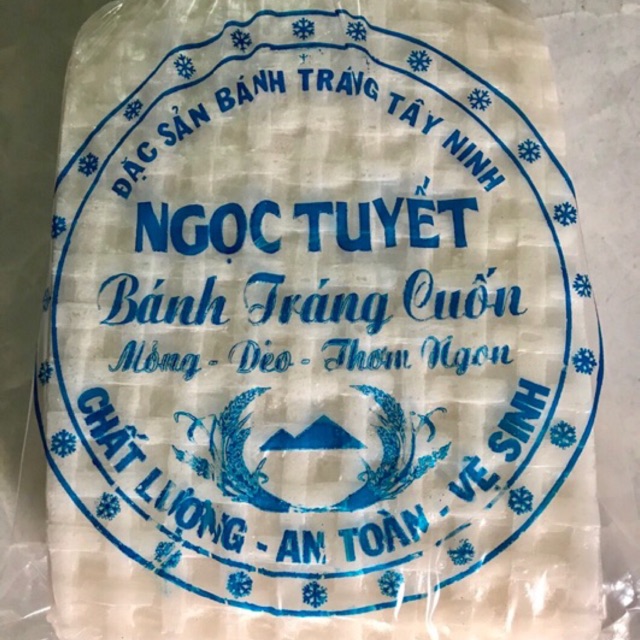 ĐẶC SẢN BÁNH TRÁNG TÂY NINH
NGỌC TUYẾT
Bánh Tráng Cuốn
Mỏng - Dẻo - Thơm Ngon
CHẤT LƯỢNG - AN TOÀN - VỆ SINH